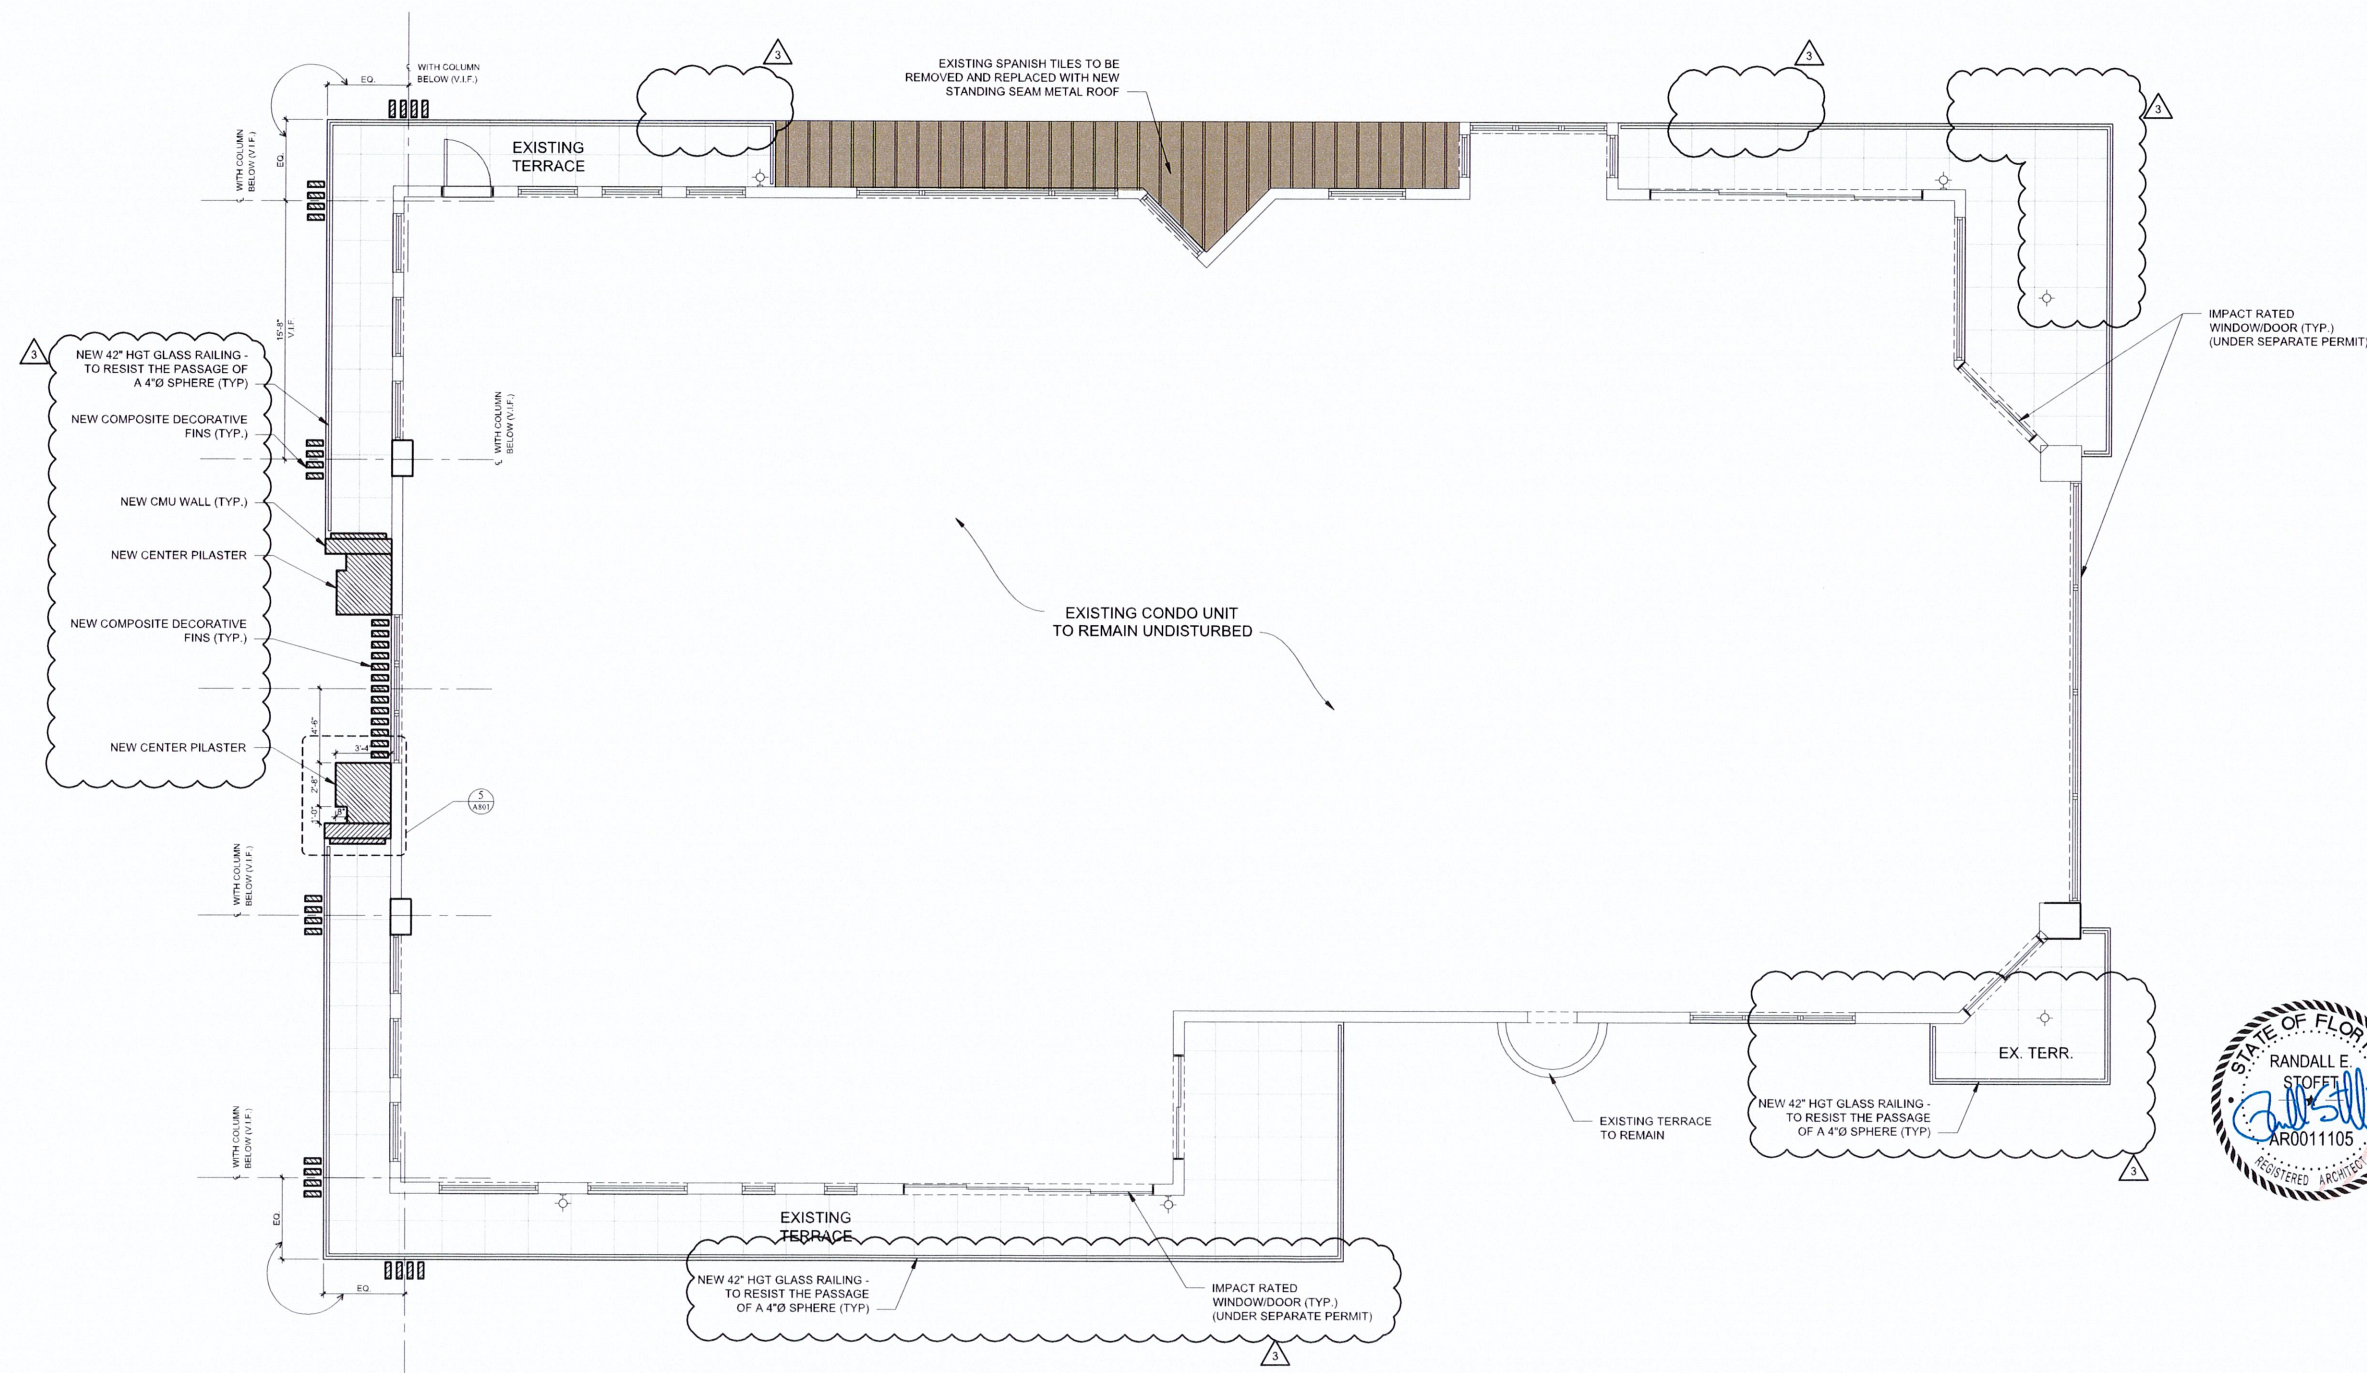 3
3
3
EXISTING SPANISH TILES TO BE
REMOVED AND REPLACED WITH NEW
STANDING SEAM METAL ROOF
EQ.
℄ WITH COLUMN
BELOW (V.I.F.)
℄ WITH COLUMN
BELOW (V.I.F.)
EQ.
EXISTING
TERRACE
15'-8"
V.I.F.
IMPACT RATED
WINDOW/DOOR (TYP.)
(UNDER SEPARATE PERMIT)
3
NEW 42" HGT GLASS RAILING -
TO RESIST THE PASSAGE OF
A 4"Ø SPHERE (TYP)
NEW COMPOSITE DECORATIVE
FINS (TYP.)
℄ WITH COLUMN
BELOW (V.I.F.)
NEW CMU WALL (TYP.)
NEW CENTER PILASTER
NEW COMPOSITE DECORATIVE
FINS (TYP.)
NEW CENTER PILASTER
EXISTING CONDO UNIT
TO REMAIN UNDISTURBED
4'-6"
3'-4"
2'-8"
8"
1'-0"
5
A801
℄ WITH COLUMN
BELOW (V.I.F.)
℄ WITH COLUMN
BELOW (V.I.F.)
EQ.
EQ.
EXISTING
TERRACE
NEW 42" HGT GLASS RAILING -
TO RESIST THE PASSAGE
OF A 4"Ø SPHERE (TYP)
IMPACT RATED
WINDOW/DOOR (TYP.)
(UNDER SEPARATE PERMIT)
3
EXISTING TERRACE
TO REMAIN
EX. TERR.
NEW 42" HGT GLASS RAILING -
TO RESIST THE PASSAGE
OF A 4"Ø SPHERE (TYP)
3
STATE OF FLOR
RANDALL E.
STOFFT
AR0011105
REGISTERED ARCHITECT